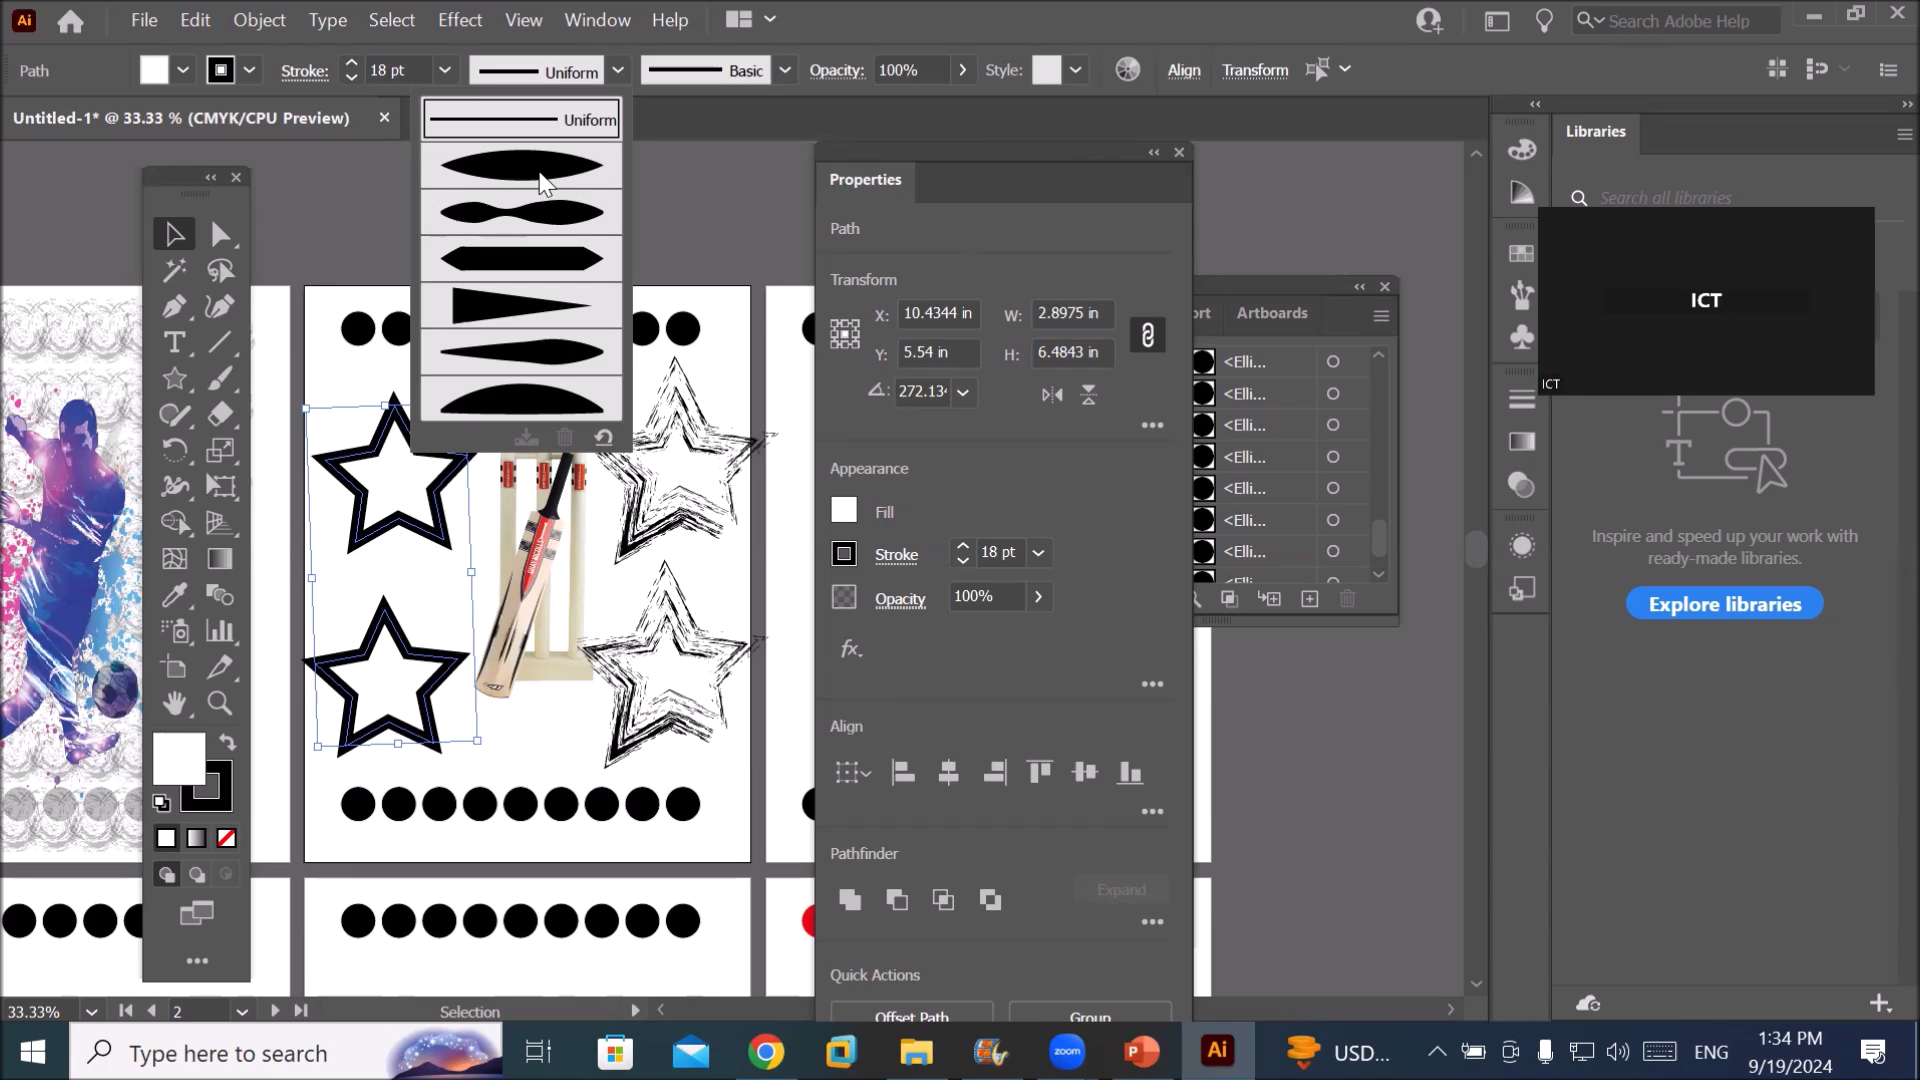 Ai
File Edit Object Type Select Effect View Window Help
Search Adobe Help
Path
Stroke:
18 pt
Uniform
Basic
Opacity:
100%
Style:
Align
Transform
Untitled-1* @ 33.33 % (CMYK/CPU Preview)
Uniform
Properties
Path
Transform
X: 10.4344 in W: 2.8975 in
Y: 5.54 in H: 6.4843 in
272.13
Appearance
Fill
Stroke 18 pt
Opacity 100%
fx.
Align
Pathfinder
Expand
Quick Actions
Offset Path Group
ort Artboards
<Elli...
<Elli...
<Elli...
<Elli...
<Elli...
<Elli...
<Elli...
Libraries
Search all libraries
ICT
ICT
Inspire and speed up your work with
ready-made libraries.
Explore libraries
33.33%
2
Selection
Type here to search
zoom
P
Ai
USD...
ENG
1:34 PM
9/19/2024